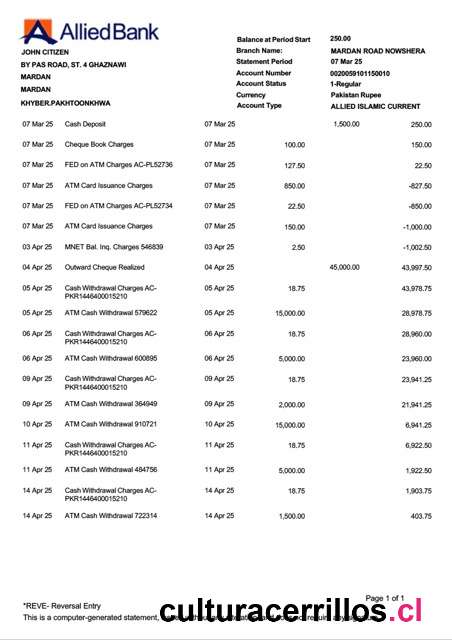 AlliedBank
JOHN CITIZEN
BY PAS ROAD, ST. 4 GHAZNAWI
MARDAN
MARDAN
KHYBER.PAKHTOONKHWA
Balance at Period Start 250.00
Branch Name: MARDAN ROAD NOWSHERA
Statement Period 07 Mar 25
Account Number 0020059101150010
Account Status 1-Regular
Currency Pakistan Rupee
Account Type ALLIED ISLAMIC CURRENT
07 Mar 25 Cash Deposit 07 Mar 25 1,500.00 250.00
07 Mar 25 Cheque Book Charges 07 Mar 25 100.00 150.00
07 Mar 25 FED on ATM Charges AC-PL52736 07 Mar 25 127.50 22.50
07 Mar 25 ATM Card Issuance Charges 07 Mar 25 850.00 -827.50
07 Mar 25 FED on ATM Charges AC-PL52734 07 Mar 25 22.50 -850.00
07 Mar 25 ATM Card Issuance Charges 07 Mar 25 150.00 -1,000.00
03 Apr 25 MNET Bal. Inq. Charges 546839 03 Apr 25 2.50 -1,002.50
04 Apr 25 Outward Cheque Realized 04 Apr 25 45,000.00 43,997.50
05 Apr 25 Cash Withdrawal Charges AC- 05 Apr 25 18.75 43,978.75
PKR1446400015210
05 Apr 25 ATM Cash Withdrawal 579622 05 Apr 25 15,000.00 28,978.75
06 Apr 25 Cash Withdrawal Charges AC- 06 Apr 25 18.75 28,960.00
PKR1446400015210
06 Apr 25 ATM Cash Withdrawal 600895 06 Apr 25 5,000.00 23,960.00
09 Apr 25 Cash Withdrawal Charges AC- 09 Apr 25 18.75 23,941.25
PKR1446400015210
09 Apr 25 ATM Cash Withdrawal 364949 09 Apr 25 2,000.00 21,941.25
10 Apr 25 ATM Cash Withdrawal 910721 10 Apr 25 15,000.00 6,941.25
11 Apr 25 Cash Withdrawal Charges AC- 11 Apr 25 18.75 6,922.50
PKR1446400015210
11 Apr 25 ATM Cash Withdrawal 484756 11 Apr 25 5,000.00 1,922.50
14 Apr 25 Cash Withdrawal Charges AC- 14 Apr 25 18.75 1,903.75
PKR1446400015210
14 Apr 25 ATM Cash Withdrawal 722314 14 Apr 25 1,500.00 403.75
Page 1 of 1
*REVE- Reversal Entry
This is a computer-generated statement,
culturacerrillos.cl